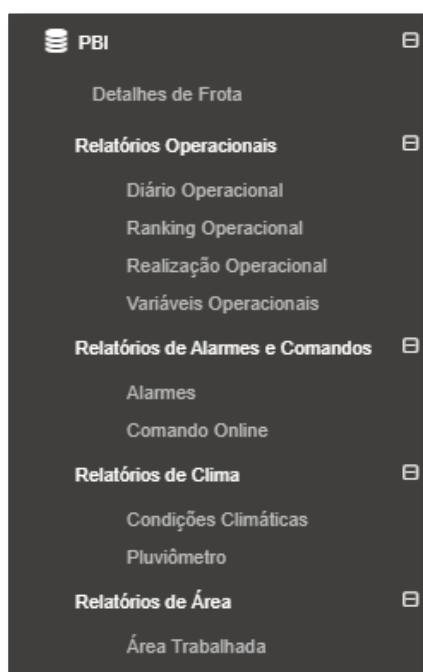 PBI
Detalhes de Frota
Relatórios Operacionais
Diário Operacional
Ranking Operacional
Realização Operacional
Variáveis Operacionais
Relatórios de Alarmes e Comandos
Alarmes
Comando Online
Relatórios de Clima
Condições Climáticas
Pluviômetro
Relatórios de Área
Área Trabalhada